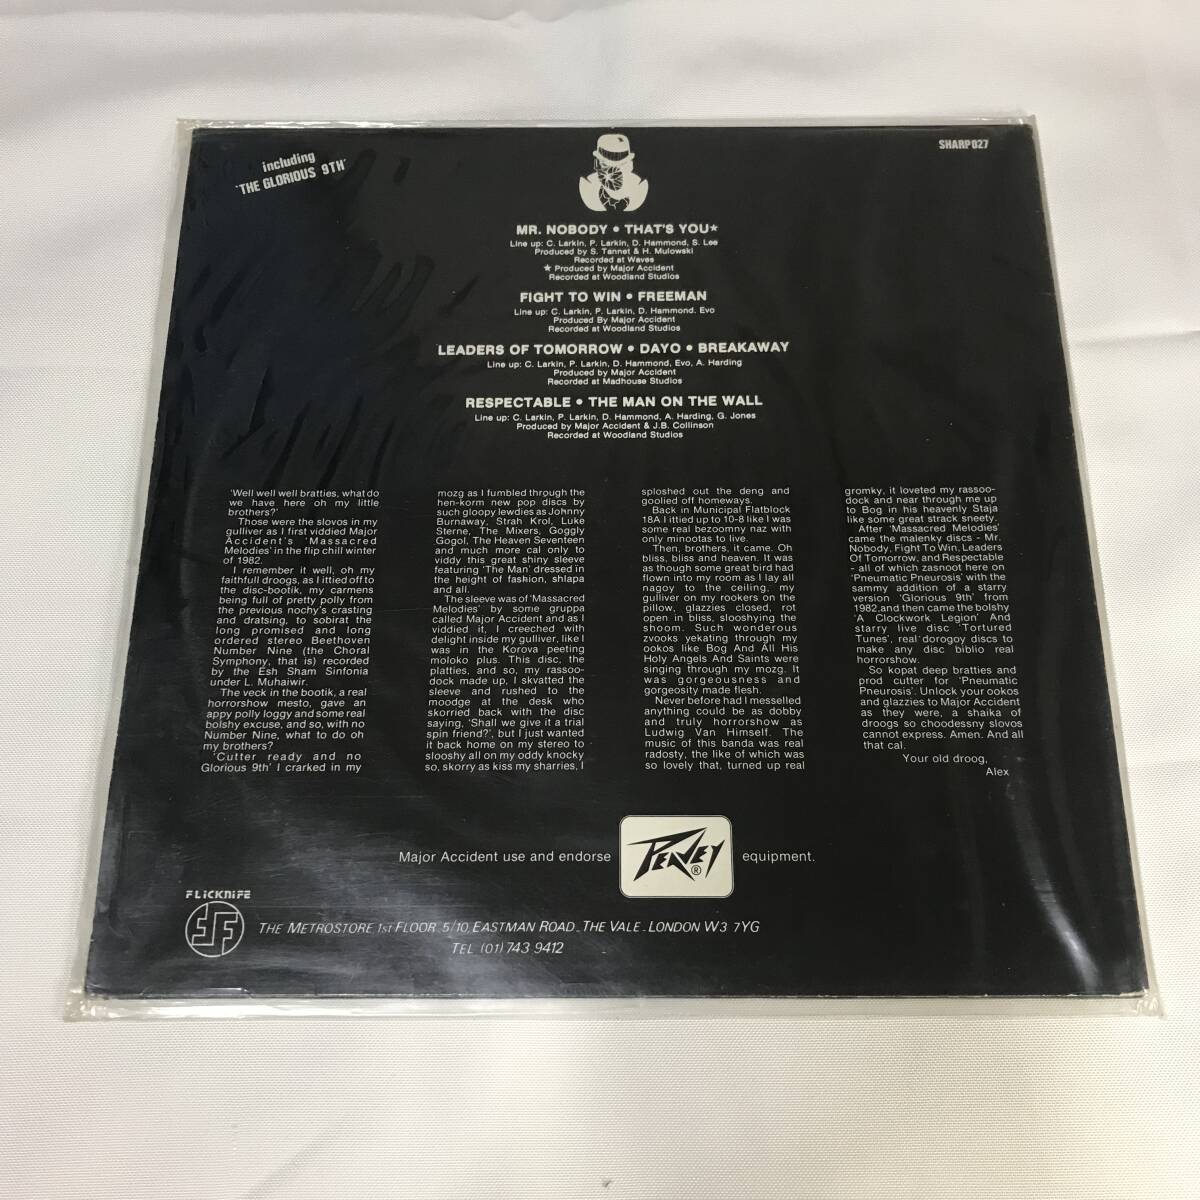 including
'THE GLORIOUS 9TH'
SHARP 027
MR. NOBODY • THAT'S YOU★
Line up: C. Larkin, P. Larkin, D. Hammond, S. Lee
Produced by S. Tannet & H. Mulowski
Recorded at Waves
★ Produced by Major Accident
Recorded at Woodland Studios
FIGHT TO WIN • FREEMAN
Line up: C. Larkin, P. Larkin, D. Hammond. Evo
Produced By Major Accident
Recorded at Woodland Studios
LEADERS OF TOMORROW • DAYO • BREAKAWAY
Line up: C. Larkin, P. Larkin, D. Hammond, Evo, A. Harding
Produced by Major Accident
Recorded at Madhouse Studios
RESPECTABLE • THE MAN ON THE WALL
Line up: C. Larkin, P. Larkin, D. Hammond, A. Harding, G. Jones
Produced by Major Accident & J.B. Collinson
Recorded at Woodland Studios
'Well well well bratties, what do
we have here oh my little
brothers?'
Those were the slovos in my
gulliver as I first viddied Major
Accident's 'Massacred
Melodies' in the flip chill winter
of 1982.
I remember it well, oh my
faithfull droogs, as I ittied off to
the disc-bootik, my carmens
being full of pretty polly from
the previous nochy's crasting
and dratsing, to sobirat the
long promised and long
ordered stereo Beethoven
Number Nine (the Choral
Symphony, that is) recorded
by the Esh Sham Sinfonia
under L. Muhaiwir.
The veck in the bootik, a real
horrorshow mesto, gave an
appy polly loggy and some real
bolshy excuse, and so, with no
Number Nine, what to do oh
my brothers?
'Cutter ready and no
Glorious 9th' I crarked in my
mozg as I fumbled through the
hen-korm new pop discs by
such gloopy lewdies as Johnny
Burnaway, Strah Krol, Luke
Sterne, The Mixers, Goggly
Gogol, The Heaven Seventeen
and much more cal only to
viddy this great shiny sleeve
featuring 'The Man' dressed in
the height of fashion, shlapa
and all.
The sleeve was of 'Massacred
Melodies' by some gruppa
called Major Accident and as I
viddied it, I creeched with
delight inside my gulliver, like I
was in the Korova peeting
moloko plus. This disc, the
platties, and so, my rassoo-
dock made up, I skvatted the
sleeve and rushed to the
moodge at the desk who
skorried back with the disc
saying, 'Shall we give it a trial
spin friend?', but I just wanted
it back home on my stereo to
slooshy all on my oddy knocky
so, skorry as kiss my sharries, I
sploshed out the deng and
goolied off homeways.
Back in Municipal Flatblock
18A I ittied up to 10-8 like I was
some real bezoomny naz with
only minootas to live.
Then, brothers, it came. Oh
bliss, bliss and heaven. It was
as though some great bird had
flown into my room as I lay all
nagoy to the ceiling, my
gulliver on my rookers on the
pillow, glazzies closed, rot
open in bliss, slooshying the
shoom. Such wonderous
zvooks yekating through my
ookos like Bog And All His
Holy Angels And Saints were
singing through my mozg. It
was gorgeousness and
gorgeosity made flesh.
Never before had I messelled
anything could be as dobby
and truly horrorshow as
Ludwig Van Himself. The
music of this banda was real
radosty, the like of which was
so lovely that, turned up real
gromky, it loveted my rassoo-
dock and near through me up
to Bog in his heavenly Staja
like some great strack sneety.
After 'Massacred Melodies'
came the malenky discs - Mr.
Nobody, Fight To Win, Leaders
Of Tomorrow, and Respectable
- all of which zasnoot here on
'Pneumatic Pneurosis' with the
sammy addition of a starry
version 'Glorious 9th' from
1982,and then came the bolshy
'A Clockwork Legion' And
starry live disc 'Tortured
Tunes', real dorogoy discs to
make any disc biblio real
horrorshow.
So kopat deep bratties and
prod cutter for 'Pneumatic
Pneurosis'. Unlock your ookos
and glazzies to Major Accident
as they were, a shaika of
droogs so choodessny slovos
cannot express. Amen. And all
that cal.
Your old droog,
Alex
Major Accident use and endorse PEAVEY ® equipment.
FLICKNIFE
THE METROSTORE 1ST FLOOR. 5/10, EASTMAN ROAD. THE VALE. LONDON W3 7YG
TEL (01) 743 9412